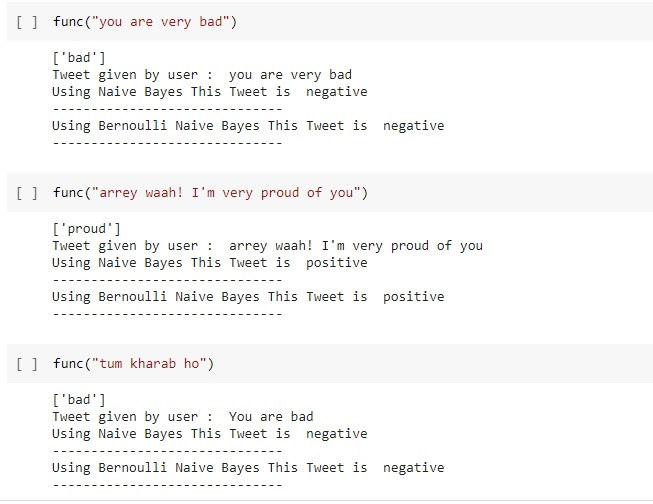 [ ] func("you are very bad")
['bad']
Tweet given by user :  you are very bad
Using Naive Bayes This Tweet is  negative
------------------------------
Using Bernoulli Naive Bayes This Tweet is  negative
------------------------------
[ ] func("arrey waah! I'm very proud of you")
['proud']
Tweet given by user :  arrey waah! I'm very proud of you
Using Naive Bayes This Tweet is  positive
------------------------------
Using Bernoulli Naive Bayes This Tweet is  positive
------------------------------
[ ] func("tum kharab ho")
['bad']
Tweet given by user :  You are bad
Using Naive Bayes This Tweet is  negative
------------------------------
Using Bernoulli Naive Bayes This Tweet is  negative
------------------------------